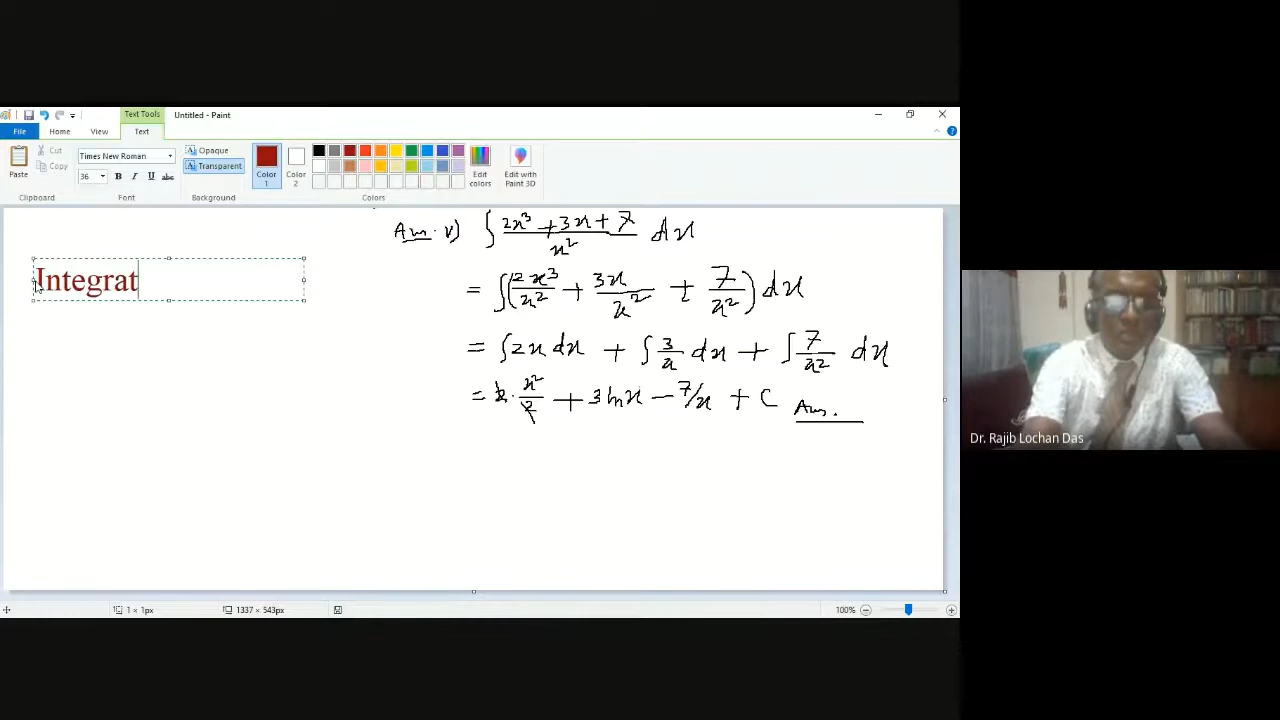 Text Tools
Untitled - Paint
File
Home
View
Text
Paste
Cut
Copy
Times New Roman
36
B
I
U
abc
Opaque
Transparent
Color 1
Color 2
Edit colors
Edit with Paint 3D
Clipboard
Font
Background
Colors
Integrat
Ans. v) ∫ (2x³ + 3x + 7)/x² dx
= ∫(2x³/x² + 3x/x² + 7/x²) dx
= ∫2x dx + ∫3/x dx + ∫7/x² dx
= 2·x²/2 + 3lnx − 7/x + C Ans.
1 × 1px
1337 × 543px
100%
Dr. Rajib Lochan Das